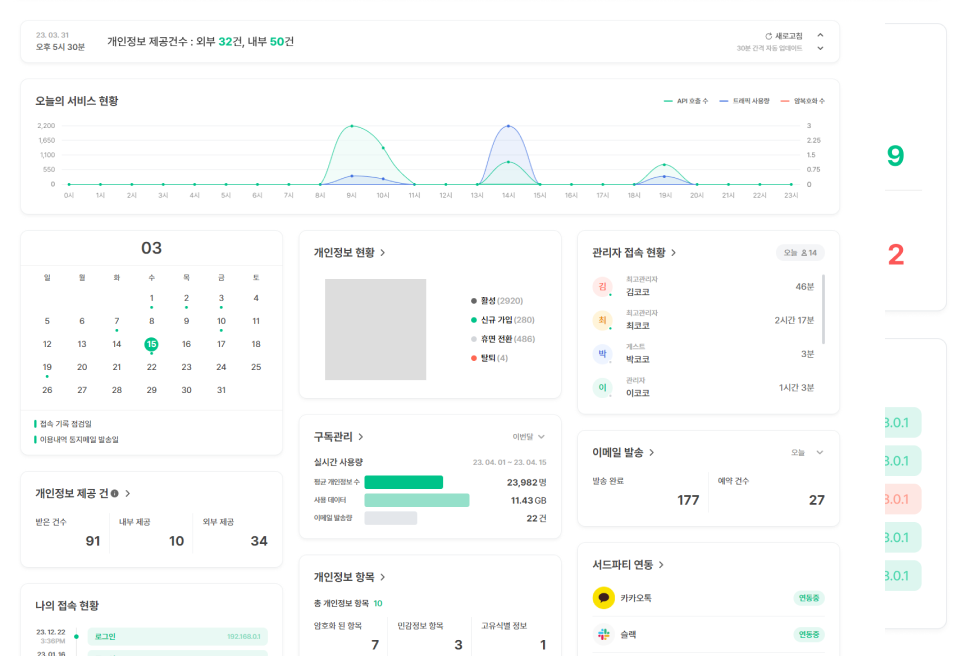 23. 03. 31
오후 5시 30분
개인정보 제공건수 : 외부 32건, 내부 50건
새로고침
30분 간격 자동 업데이트
오늘의 서비스 현황
API 호출 수
트래픽 사용량
암복호화 수
2,200
1,650
1,100
550
0
3
2.25
1.5
0.75
0
0시 1시 2시 3시 4시 5시 6시 7시 8시 9시 10시 11시 12시 13시 14시 15시 16시 17시 18시 19시 20시 21시 22시 23시
03
일 월 화 수 목 금 토
1 2 3 4
5 6 7 8 9 10 11
12 13 14 15 16 17 18
19 20 21 22 23 24 25
26 27 28 29 30 31
접속 기록 점검일
이용내역 통지메일 발송일
개인정보 제공 건
받은 건수
91
내부 제공
10
외부 제공
34
나의 접속 현황
23. 12. 22
3:36PM
로그인
192.168.0.1
23. 01. 16
개인정보 현황
활성 (2920)
신규 가입 (280)
휴면 전환 (486)
탈퇴 (4)
구독관리
이번달
실시간 사용량
23. 04. 01 ~ 23. 04. 15
평균 개인정보 수
23,982 명
사용 데이터
11.43 GB
이메일 발송량
22 건
개인정보 항목
총 개인정보 항목 10
암호화 된 항목
7
민감정보 항목
3
고유식별 정보
1
관리자 접속 현황
오늘 14
김
최고관리자
김코코
46분
최
최고관리자
최코코
2시간 17분
박
게스트
박코코
3분
이
관리자
이코코
1시간 3분
이메일 발송
오늘
발송 완료
177
예약 건수
27
서드파티 연동
카카오톡
연동중
슬랙
연동중
9
2
3.0.1
3.0.1
3.0.1
3.0.1
3.0.1